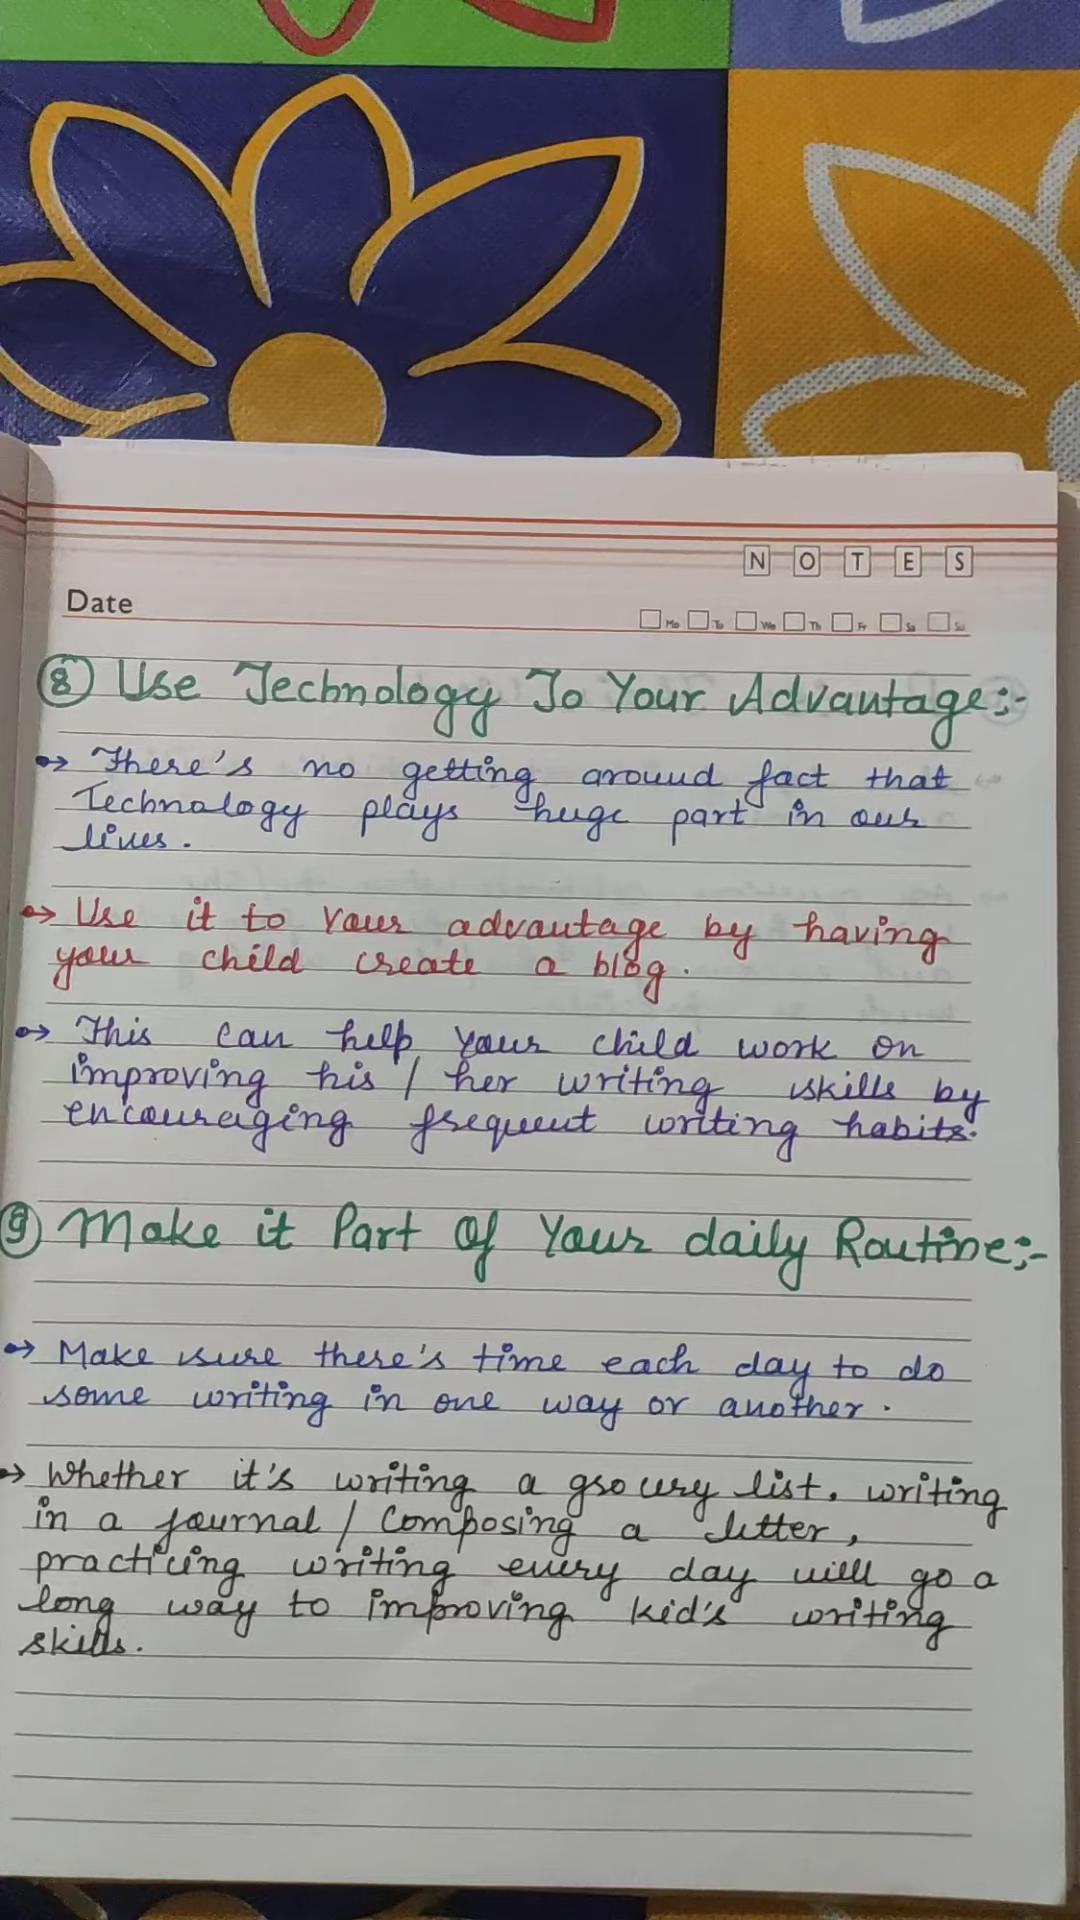 N O T E S
Date
Mo Tu We Th Fr Sa Su
8 Use Technology To Your Advantage:-
There's no getting around fact that
Technology plays huge part in our
lives.
Use it to your advantage by having
your child create a blog.
This can help your child work on
improving his / her writing skills by
encouraging frequent writing habits.
9 Make it Part Of Your daily Routine:-
Make sure there's time each day to do
some writing in one way or another.
Whether it's writing a grocery list, writing
in a journal / Composing a letter,
practicing writing every day will go a
long way to improving kid's writing
skills.